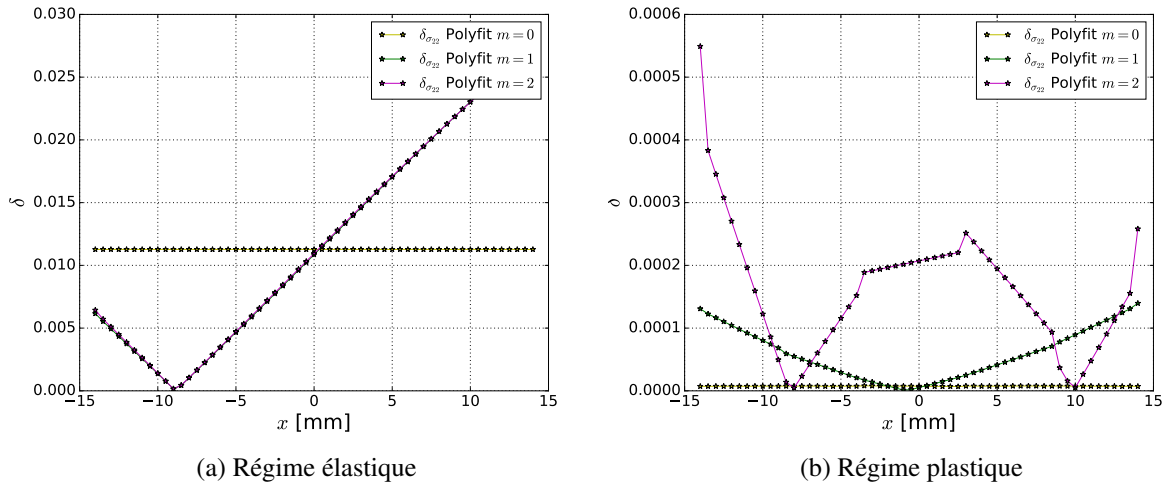 0.030
0.025
0.020
0.015
0.010
0.005
0.000
δ
−15 −10 −5 0 5 10 15
x [mm]
δσ22 Polyfit m = 0
δσ22 Polyfit m = 1
δσ22 Polyfit m = 2
(a) Régime élastique
0.0006
0.0005
0.0004
0.0003
0.0002
0.0001
0.0000
δ
−15 −10 −5 0 5 10 15
x [mm]
δσ22 Polyfit m = 0
δσ22 Polyfit m = 1
δσ22 Polyfit m = 2
(b) Régime plastique